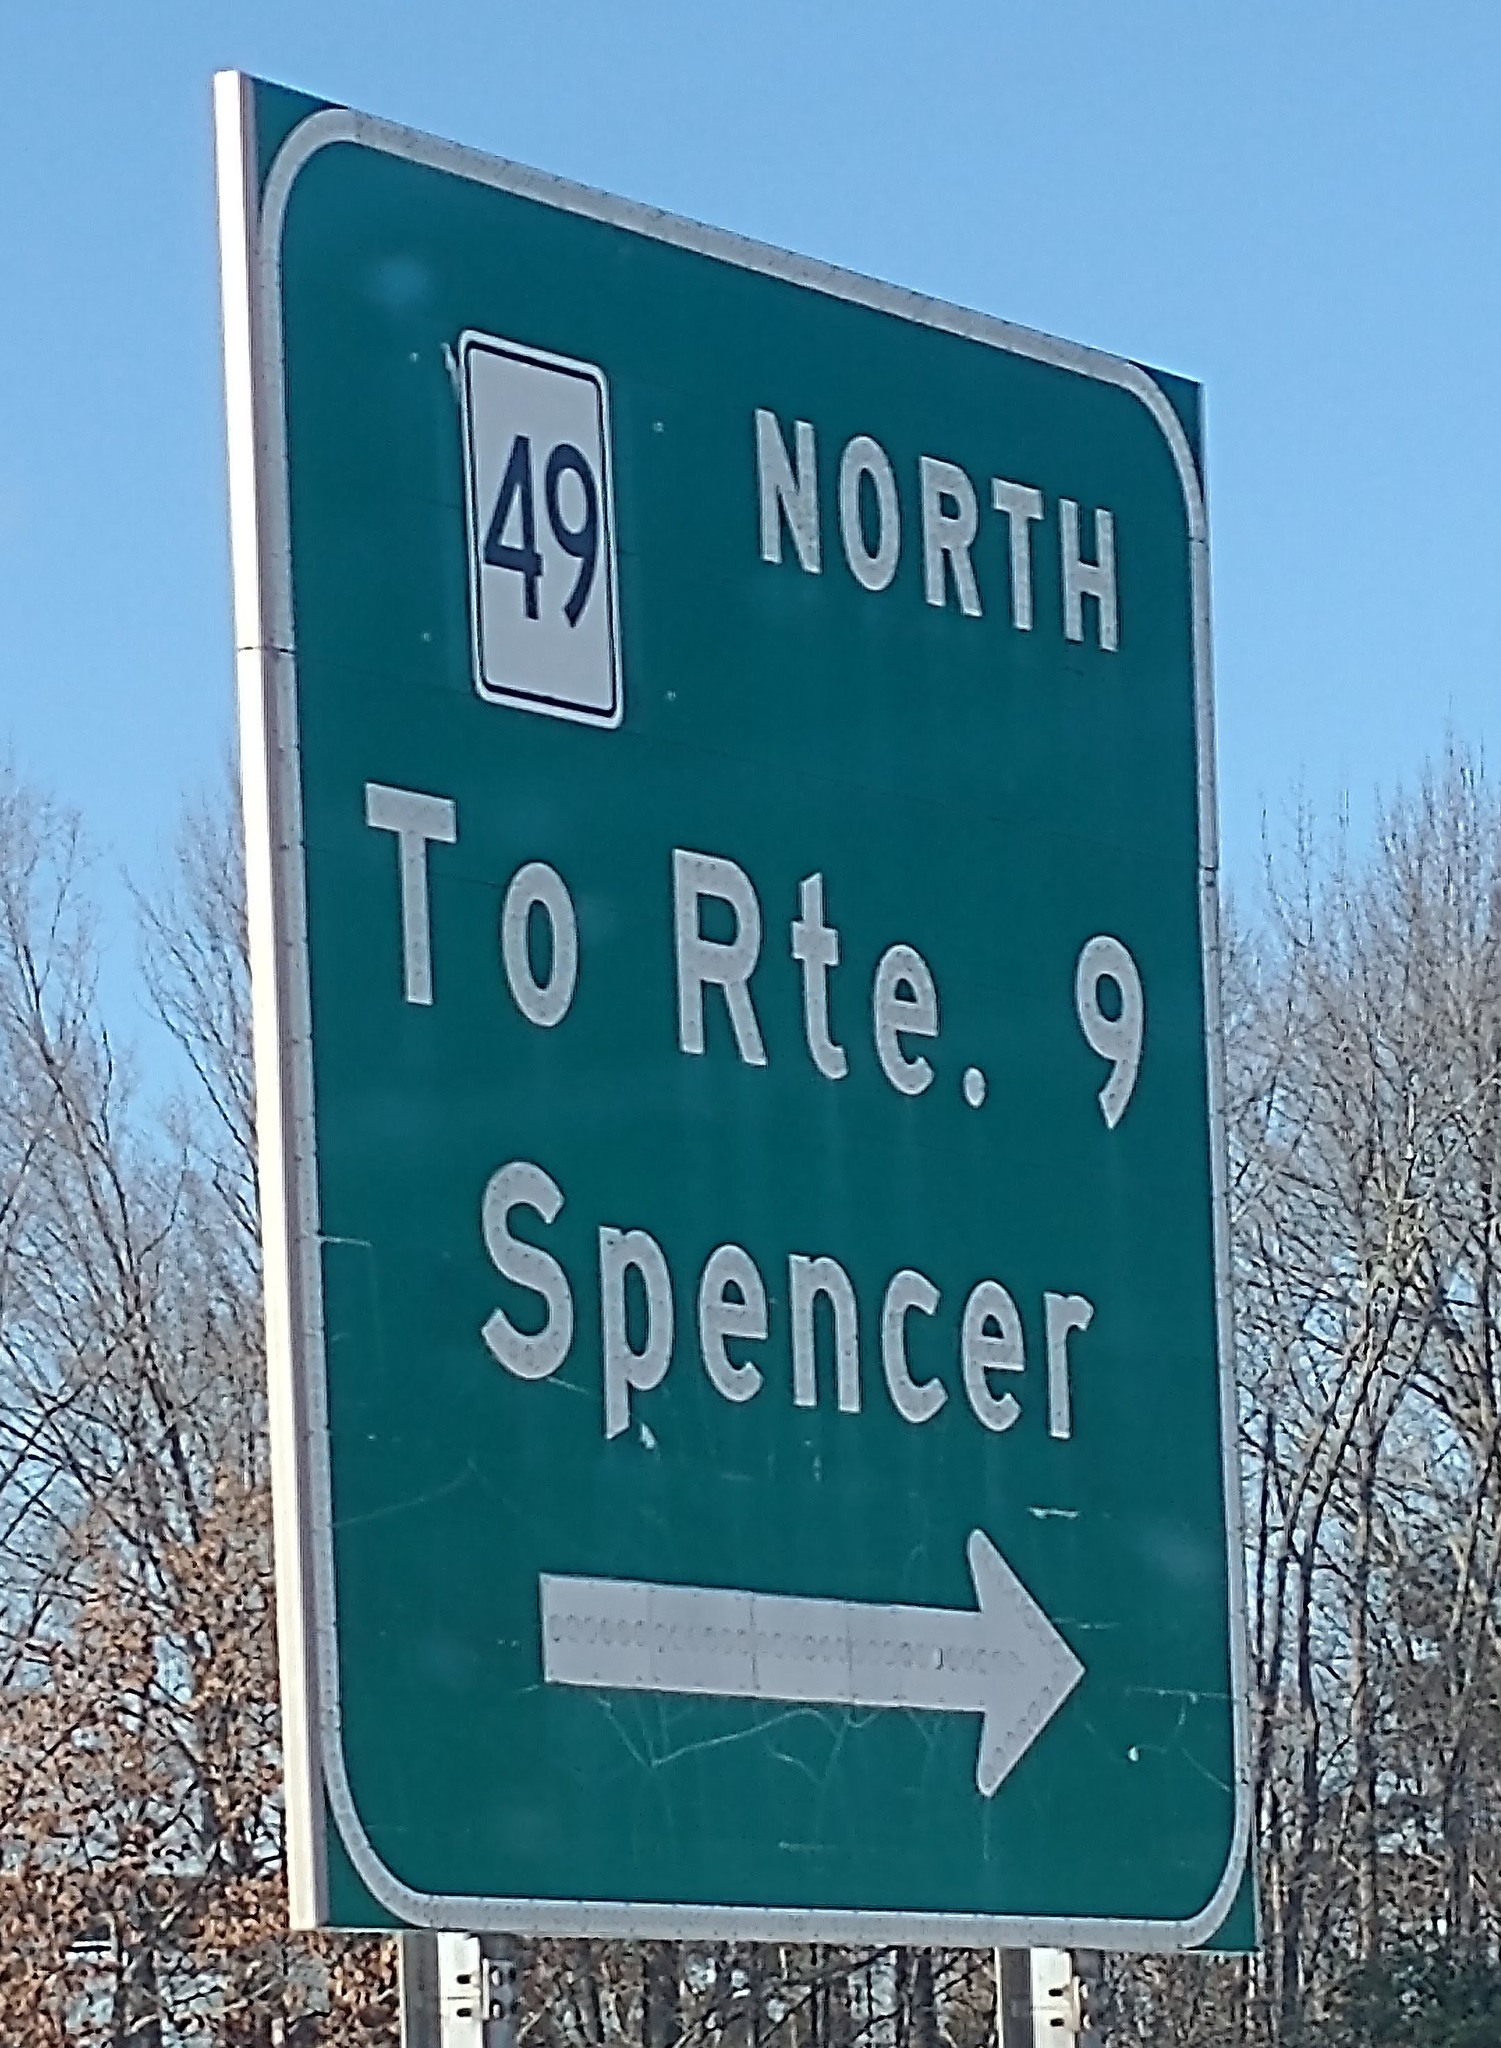 49 NORTH
To Rte. 9
Spencer